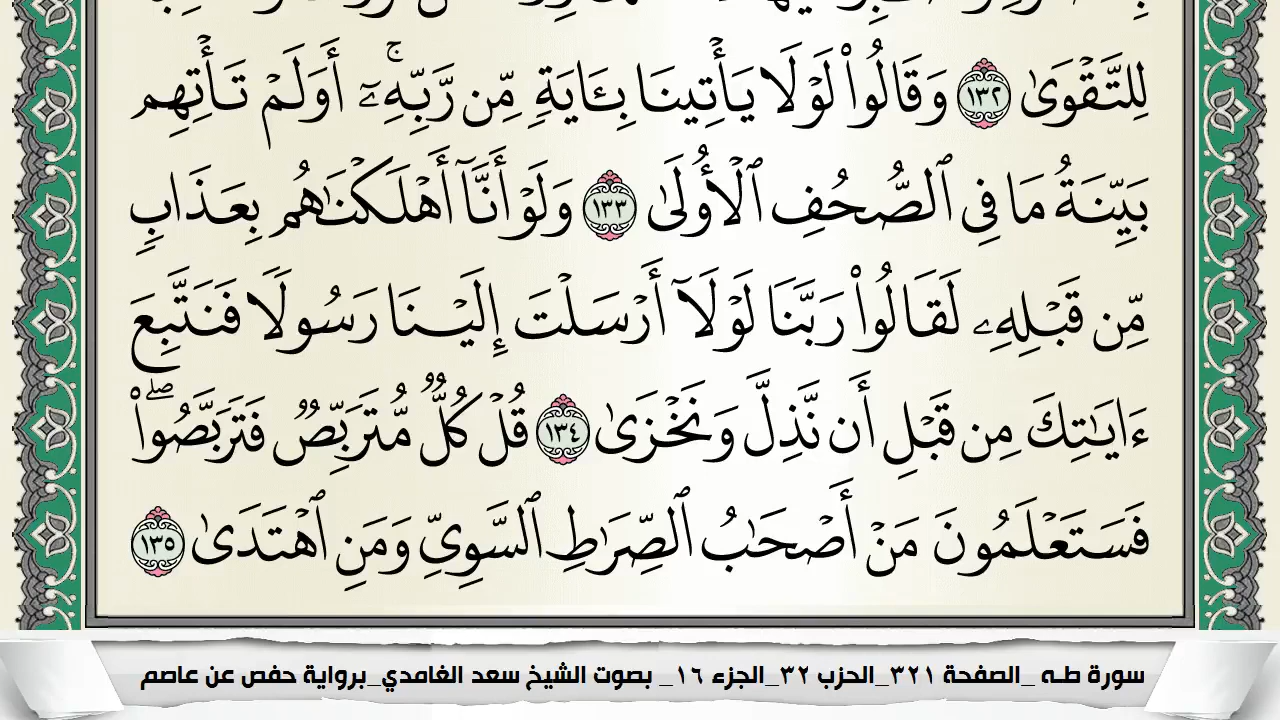 لِلتَّقْوَىٰ ١٣٢ وَقَالُوا۟ لَوْلَا يَأْتِينَا بِـَٔايَةٍ مِّن رَّبِّهِۦٓ ۚ أَوَلَمْ تَأْتِهِم
بَيِّنَةُ مَا فِى ٱلصُّحُفِ ٱلْأُولَىٰ ١٣٣ وَلَوْ أَنَّآ أَهْلَكْنَـٰهُم بِعَذَابٍ
مِّن قَبْلِهِۦ لَقَالُوا۟ رَبَّنَا لَوْلَآ أَرْسَلْتَ إِلَيْنَا رَسُولًا فَنَتَّبِعَ
ءَايَـٰتِكَ مِن قَبْلِ أَن نَّذِلَّ وَنَخْزَىٰ ١٣٤ قُلْ كُلٌّ مُّتَرَبِّصٌ فَتَرَبَّصُوا۟ ۖ
فَسَتَعْلَمُونَ مَنْ أَصْحَـٰبُ ٱلصِّرَٰطِ ٱلسَّوِىِّ وَمَنِ ٱهْتَدَىٰ ١٣٥
سورة طـه _الصفحة ٣٢١_الحزب ٣٢_الجزء ١٦_ بصوت الشيخ سعد الغامدي_برواية حفص عن عاصم